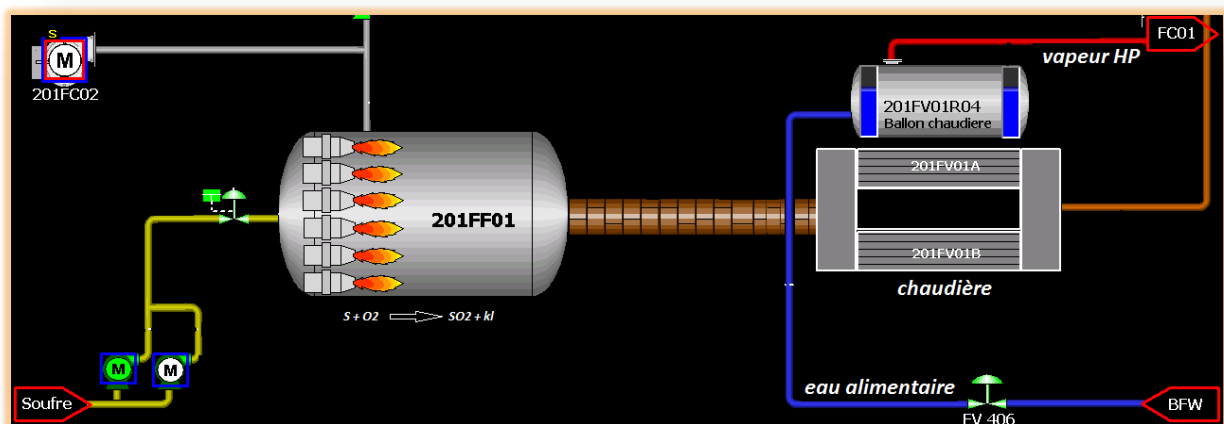 S
M
201FC02
FC01
vapeur HP
201FV01R04
Ballon chaudiere
201FV01A
201FF01
201FV01B
chaudière
S + O2 SO2 + kl
M
M
Soufre
eau alimentaire
FV 406
BFW